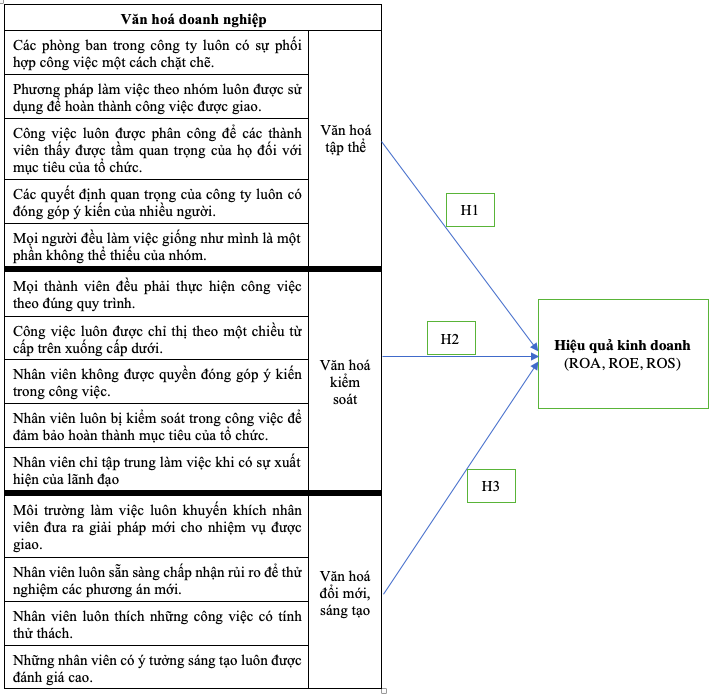 Văn hoá doanh nghiệp
Các phòng ban trong công ty luôn có sự phối
hợp công việc một cách chặt chẽ.
Phương pháp làm việc theo nhóm luôn được sử
dụng để hoàn thành công việc được giao.
Công việc luôn được phân công để các thành
viên thấy được tầm quan trọng của họ đối với
mục tiêu của tổ chức.
Các quyết định quan trọng của công ty luôn có
đóng góp ý kiến của nhiều người.
Mọi người đều làm việc giống như mình là một
phần không thể thiếu của nhóm.
Văn hoá
tập thể
Mọi thành viên đều phải thực hiện công việc
theo đúng quy trình.
Công việc luôn được chỉ thị theo một chiều từ
cấp trên xuống cấp dưới.
Nhân viên không được quyền đóng góp ý kiến
trong công việc.
Nhân viên luôn bị kiểm soát trong công việc để
đảm bảo hoàn thành mục tiêu của tổ chức.
Nhân viên chỉ tập trung làm việc khi có sự xuất
hiện của lãnh đạo
Văn hoá
kiểm
soát
Môi trường làm việc luôn khuyến khích nhân
viên đưa ra giải pháp mới cho nhiệm vụ được
giao.
Nhân viên luôn sẵn sàng chấp nhận rủi ro để thử
nghiệm các phương án mới.
Nhân viên luôn thích những công việc có tính
thử thách.
Những nhân viên có ý tưởng sáng tạo luôn được
đánh giá cao.
Văn hoá
đổi mới,
sáng tạo
H1
H2
H3
Hiệu quả kinh doanh
(ROA, ROE, ROS)